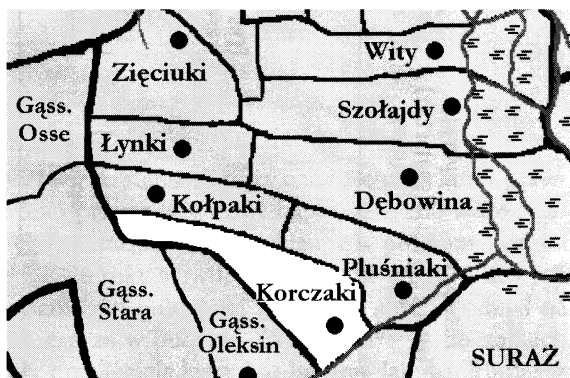 Wity
Zięciuki
Gąss.
Osse
Szołajdy
Łynki
Kołpaki
Dębowina
Pluśniaki
Gąss.
Stara
Korczaki
Gąss.
Oleksin
SURAŻ